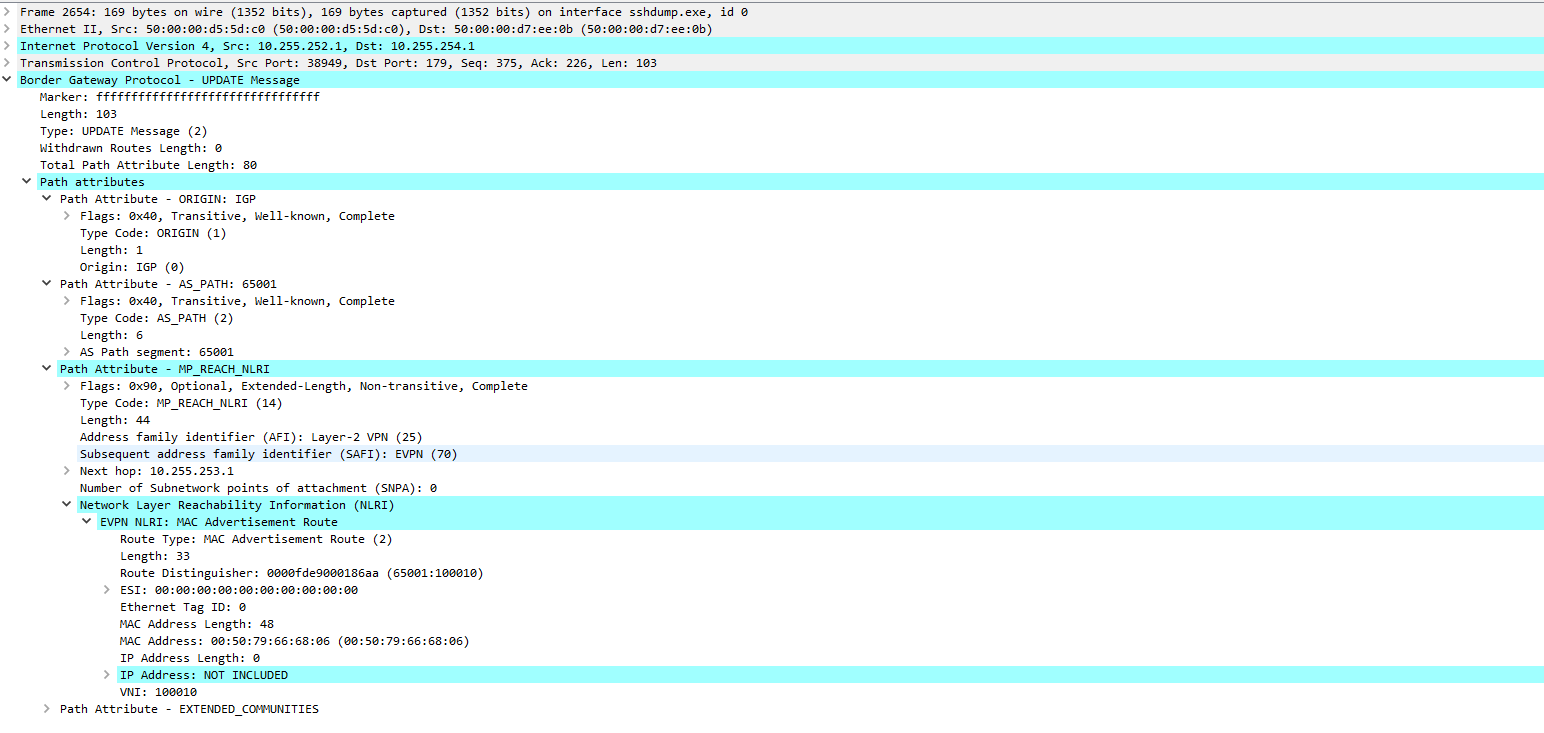 Frame 2654: 169 bytes on wire (1352 bits), 169 bytes captured (1352 bits) on interface sshdump.exe, id 0
Ethernet II, Src: 50:00:00:d5:5d:c0 (50:00:00:d5:5d:c0), Dst: 50:00:00:d7:ee:0b (50:00:00:d7:ee:0b)
Internet Protocol Version 4, Src: 10.255.252.1, Dst: 10.255.254.1
Transmission Control Protocol, Src Port: 38949, Dst Port: 179, Seq: 375, Ack: 226, Len: 103
Border Gateway Protocol - UPDATE Message
Marker: ffffffffffffffffffffffffffffffff
Length: 103
Type: UPDATE Message (2)
Withdrawn Routes Length: 0
Total Path Attribute Length: 80
Path attributes
Path Attribute - ORIGIN: IGP
Flags: 0x40, Transitive, Well-known, Complete
Type Code: ORIGIN (1)
Length: 1
Origin: IGP (0)
Path Attribute - AS_PATH: 65001
Flags: 0x40, Transitive, Well-known, Complete
Type Code: AS_PATH (2)
Length: 6
AS Path segment: 65001
Path Attribute - MP_REACH_NLRI
Flags: 0x90, Optional, Extended-Length, Non-transitive, Complete
Type Code: MP_REACH_NLRI (14)
Length: 44
Address family identifier (AFI): Layer-2 VPN (25)
Subsequent address family identifier (SAFI): EVPN (70)
Next hop: 10.255.253.1
Number of Subnetwork points of attachment (SNPA): 0
Network Layer Reachability Information (NLRI)
EVPN NLRI: MAC Advertisement Route
Route Type: MAC Advertisement Route (2)
Length: 33
Route Distinguisher: 0000fde9000186aa (65001:100010)
ESI: 00:00:00:00:00:00:00:00:00:00
Ethernet Tag ID: 0
MAC Address Length: 48
MAC Address: 00:50:79:66:68:06 (00:50:79:66:68:06)
IP Address Length: 0
IP Address: NOT INCLUDED
VNI: 100010
Path Attribute - EXTENDED_COMMUNITIES